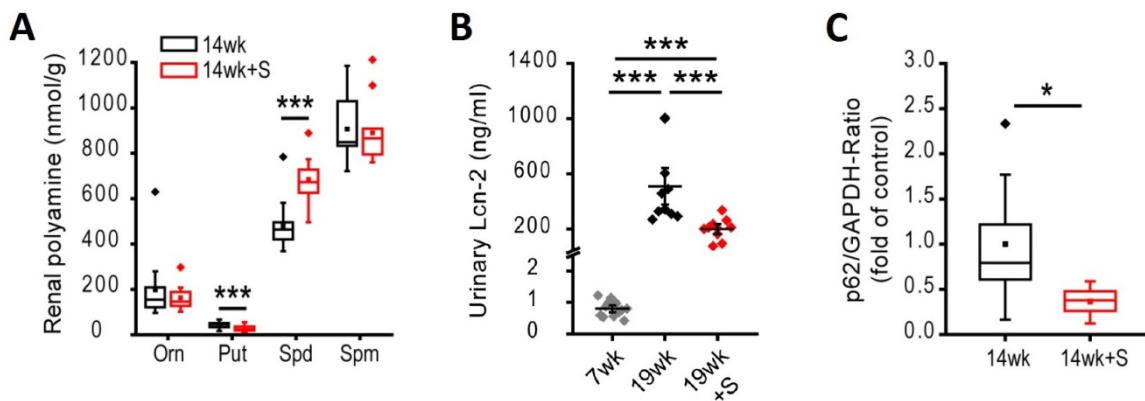 A
14wk
14wk+S
Renal polyamine (nmol/g)
1200
1000
800
600
400
200
0
***
***
Orn Put Spd Spm
B
Urinary Lcn-2 (ng/ml)
1400
1000
600
200
2
1
0
***
*** ***
7wk 19wk 19wk
+S
C
p62/GAPDH-Ratio
(fold of control)
3.0
2.5
2.0
1.5
1.0
0.5
0.0
*
14wk 14wk+S